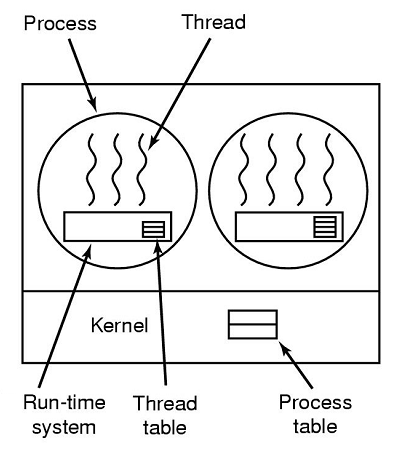 Process
Thread
Kernel
Run-time
system
Thread
table
Process
table